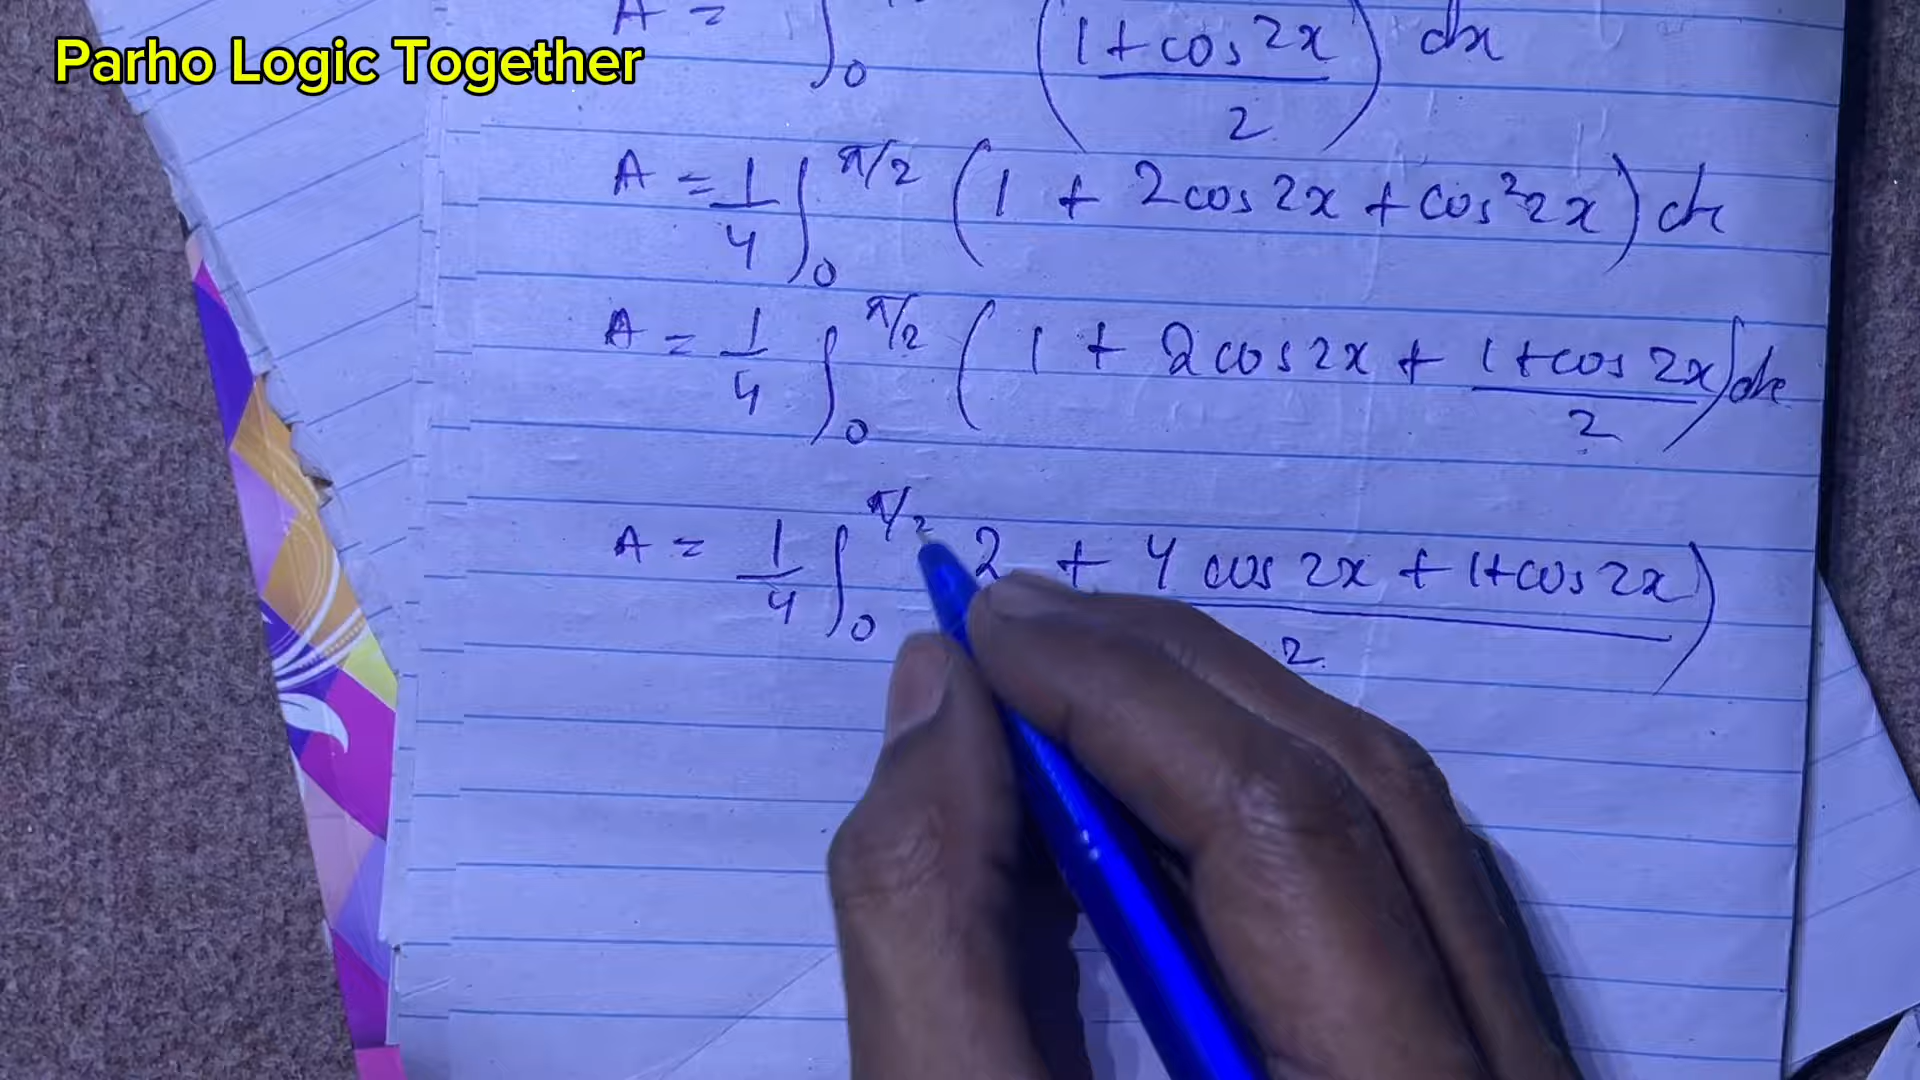 Parho Logic Together
A = ∫₀ (1+cos2x / 2) dx
A = 1/4 ∫₀^π/2 (1 + 2cos2x + cos²2x) dx
A = 1/4 ∫₀^π/2 (1 + 2cos2x + 1+cos2x / 2) dx
A = 1/4 ∫₀^π/2 2 + 4cos2x + 1+cos2x / 2)